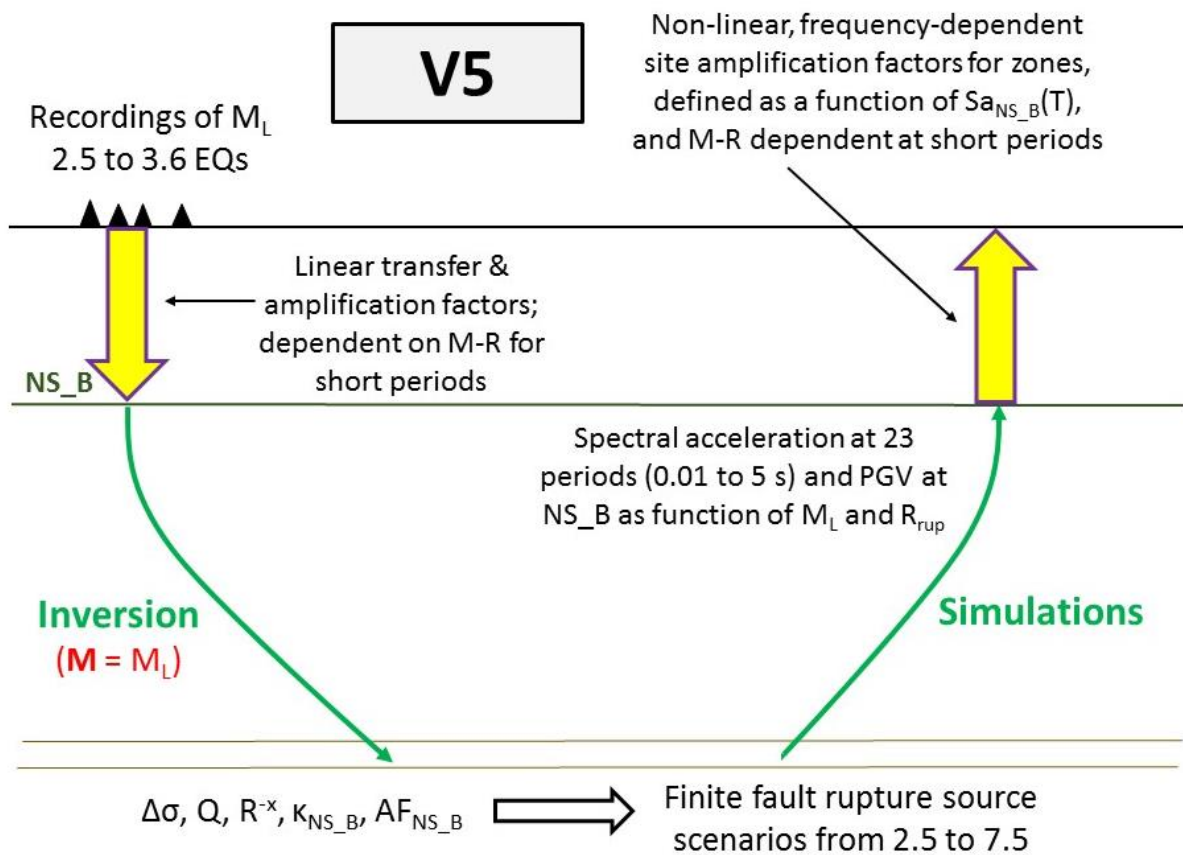 V5
Recordings of M_L
2.5 to 3.6 EQs
Non-linear, frequency-dependent
site amplification factors for zones,
defined as a function of Sa_NS_B(T),
and M-R dependent at short periods
Linear transfer &
amplification factors;
dependent on M-R for
short periods
NS_B
Spectral acceleration at 23
periods (0.01 to 5 s) and PGV at
NS_B as function of M_L and R_rup
Inversion
(M = M_L)
Simulations
Δσ, Q, R^-x, κ_NS_B, AF_NS_B
Finite fault rupture source
scenarios from 2.5 to 7.5